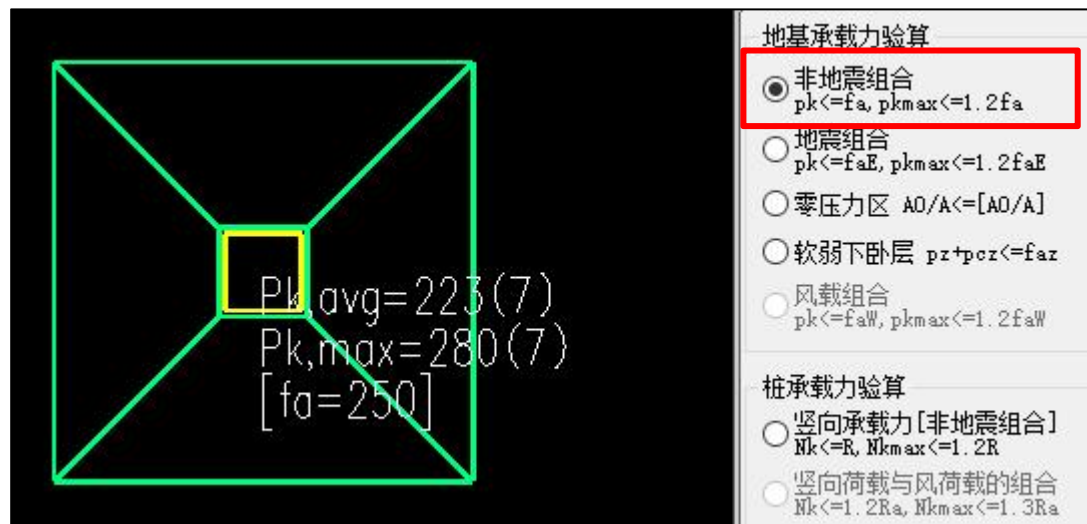 Pk,avg=223(7)
Pk,max=280(7)
[fa=250]
地基承载力验算
非地震组合
pk<=fa,pkmax<=1.2fa
地震组合
pk<=faE,pkmax<=1.2faE
零压力区 A0/A<=[A0/A]
软弱下卧层 pz+pcz<=faz
风载组合
pk<=faW,pkmax<=1.2faW
桩承载力验算
竖向承载力[非地震组合]
Nk<=R,Nkmax<=1.2R
竖向荷载与风荷载的组合
Nk<=1.2Ra,Nkmax<=1.3Ra